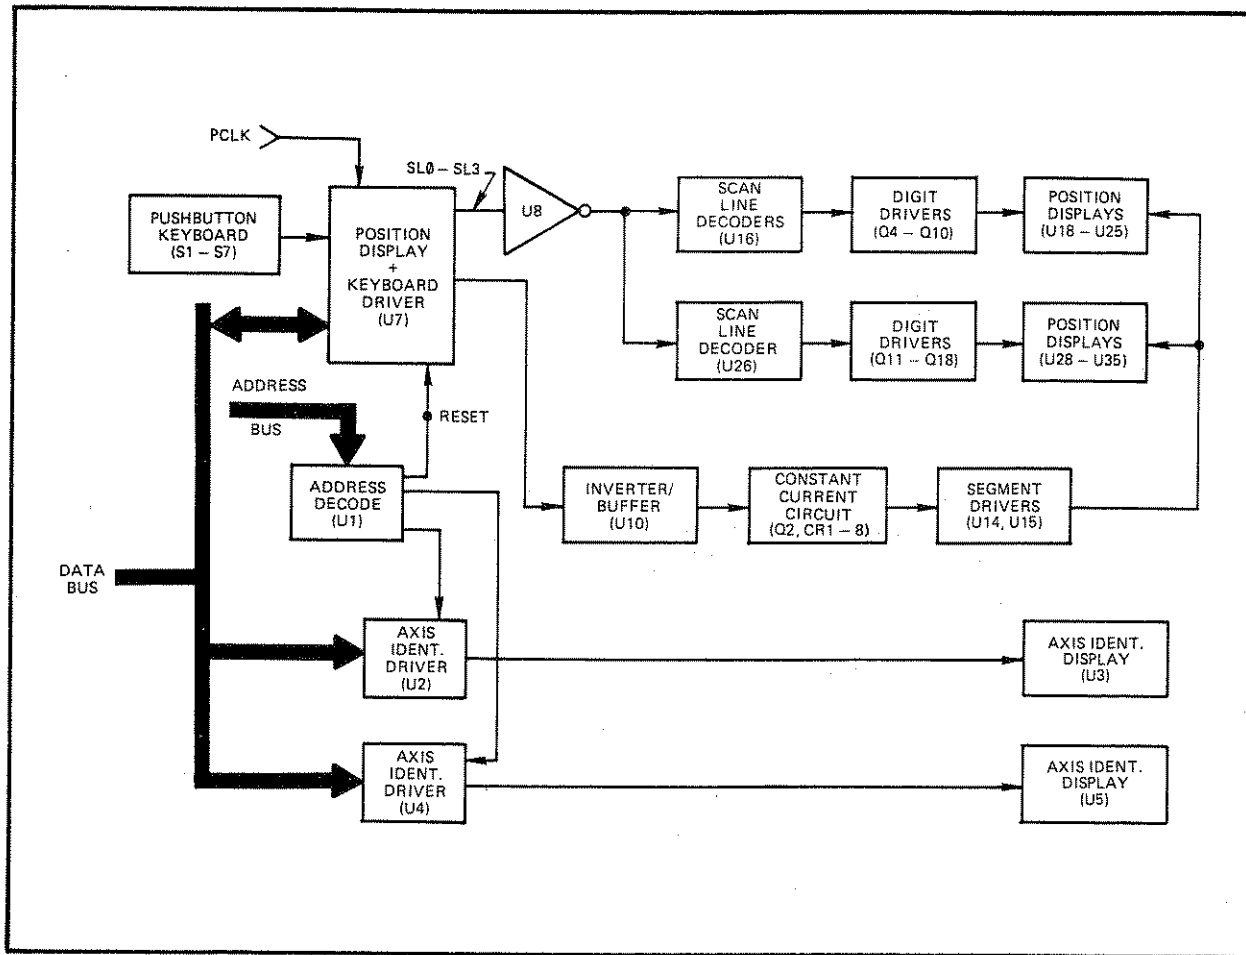 PCLK
SL0 – SL3
PUSHBUTTON
KEYBOARD
(S1 – S7)
POSITION
DISPLAY
+
KEYBOARD
DRIVER
(U7)
U8
SCAN
LINE
DECODERS
(U16)
DIGIT
DRIVERS
(Q4 – Q10)
POSITION
DISPLAYS
(U18 – U25)
SCAN
LINE
DECODER
(U26)
DIGIT
DRIVERS
(Q11 – Q18)
POSITION
DISPLAYS
(U28 – U35)
ADDRESS
BUS
RESET
ADDRESS
DECODE
(U1)
INVERTER/
BUFFER
(U10)
CONSTANT
CURRENT
CIRCUIT
(Q2, CR1 – 8)
SEGMENT
DRIVERS
(U14, U15)
DATA
BUS
AXIS
IDENT.
DRIVER
(U2)
AXIS IDENT.
DISPLAY
(U3)
AXIS
IDENT.
DRIVER
(U4)
AXIS IDENT.
DISPLAY
(U5)